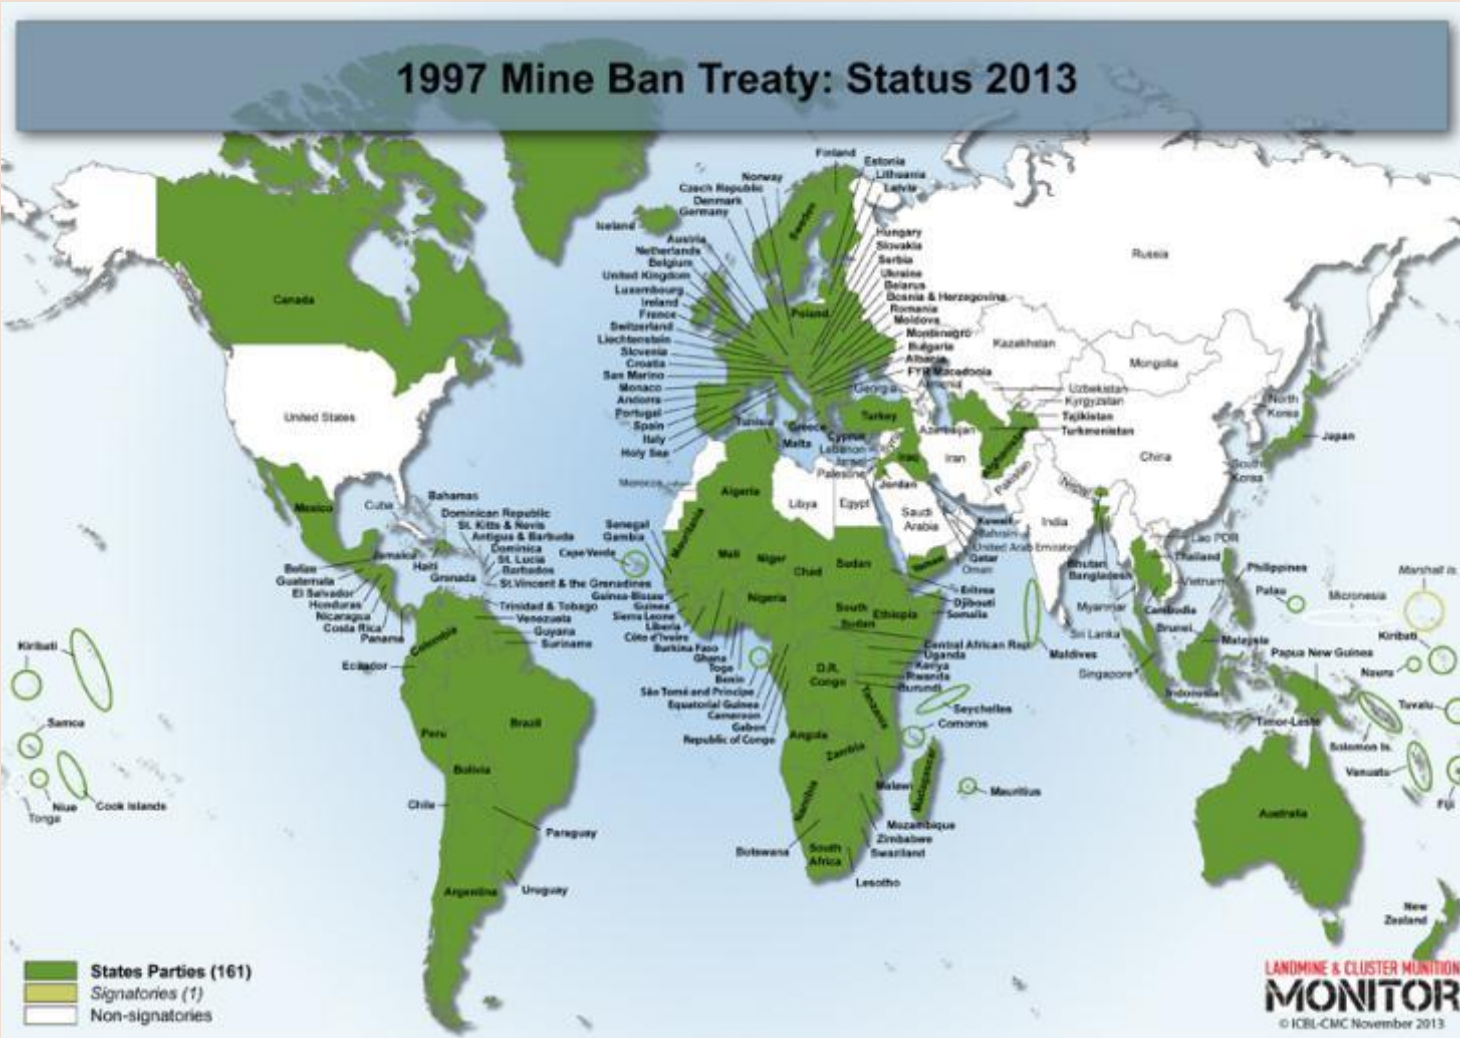 1997 Mine Ban Treaty: Status 2013
Finland
Estonia
Lithuania
Latvia
Norway
Czech Republic
Denmark
Germany
Sweden
Iceland
Austria
Netherlands
Belgium
United Kingdom
Luxembourg
Ireland
France
Switzerland
Liechtenstein
Slovenia
Croatia
San Marino
Monaco
Andorra
Portugal
Spain
Italy
Holy See
Hungary
Slovakia
Serbia
Ukraine
Belarus
Bosnia & Herzegovina
Romania
Moldova
Montenegro
Bulgaria
Albania
FYR Macedonia
Poland
Russia
Canada
United States
Kazakhstan
Mongolia
Georgia
Armenia
Azerbaijan
Uzbekistan
Kyrgyzstan
Tajikistan
Turkmenistan
Afghanistan
Turkey
Tunisia
Greece
Malta
Cyprus
Lebanon
Israel
Palestine
Syria
Iraq
Iran
Jordan
Pakistan
Nepal
China
North
Korea
South
Korea
Japan
Mexico
Cuba
Bahamas
Dominican Republic
St. Kitts & Nevis
Antigua & Barbuda
Dominica
St. Lucia
Barbados
St.Vincent & the Grenadines
Jamaica
Haiti
Grenada
Belize
Guatemala
El Salvador
Honduras
Nicaragua
Costa Rica
Panama
Trinidad & Tobago
Venezuela
Guyana
Suriname
Colombia
Ecuador
Peru
Brazil
Bolivia
Chile
Paraguay
Argentina
Uruguay
Morocco
Algeria
Libya
Egypt
Saudi
Arabia
Kuwait
Bahrain
United Arab Emirates
Qatar
Oman
Yemen
Senegal
Gambia
Cape Verde
Mauritania
Mali
Niger
Chad
Sudan
Nigeria
South
Sudan
Ethiopia
Eritrea
Djibouti
Somalia
Guinea-Bissau
Guinea
Sierra Leone
Liberia
Côte d'Ivoire
Burkina Faso
Ghana
Togo
Benin
São Tomé and Principe
Equatorial Guinea
Cameroon
Gabon
Republic of Congo
Central African Rep
Uganda
Kenya
Rwanda
Burundi
D.R.
Congo
Tanzania
Angola
Zambia
Namibia
Malawi
Madagascar
Seychelles
Comoros
Mauritius
Mozambique
Zimbabwe
Swaziland
Botswana
South
Africa
Lesotho
India
Bhutan
Bangladesh
Myanmar
Sri Lanka
Maldives
Lao PDR
Thailand
Vietnam
Cambodia
Philippines
Brunei
Malaysia
Singapore
Indonesia
Timor-Leste
Papua New Guinea
Palau
Micronesia
Marshall Is.
Kiribati
Nauru
Tuvalu
Solomon Is.
Vanuatu
Fiji
Australia
New
Zealand
Kiribati
Samoa
Niue
Cook Islands
Tonga
States Parties (161)
Signatories (1)
Non-signatories
LANDMINE & CLUSTER MUNITION
MONITOR
© ICBL-CMC November 2013